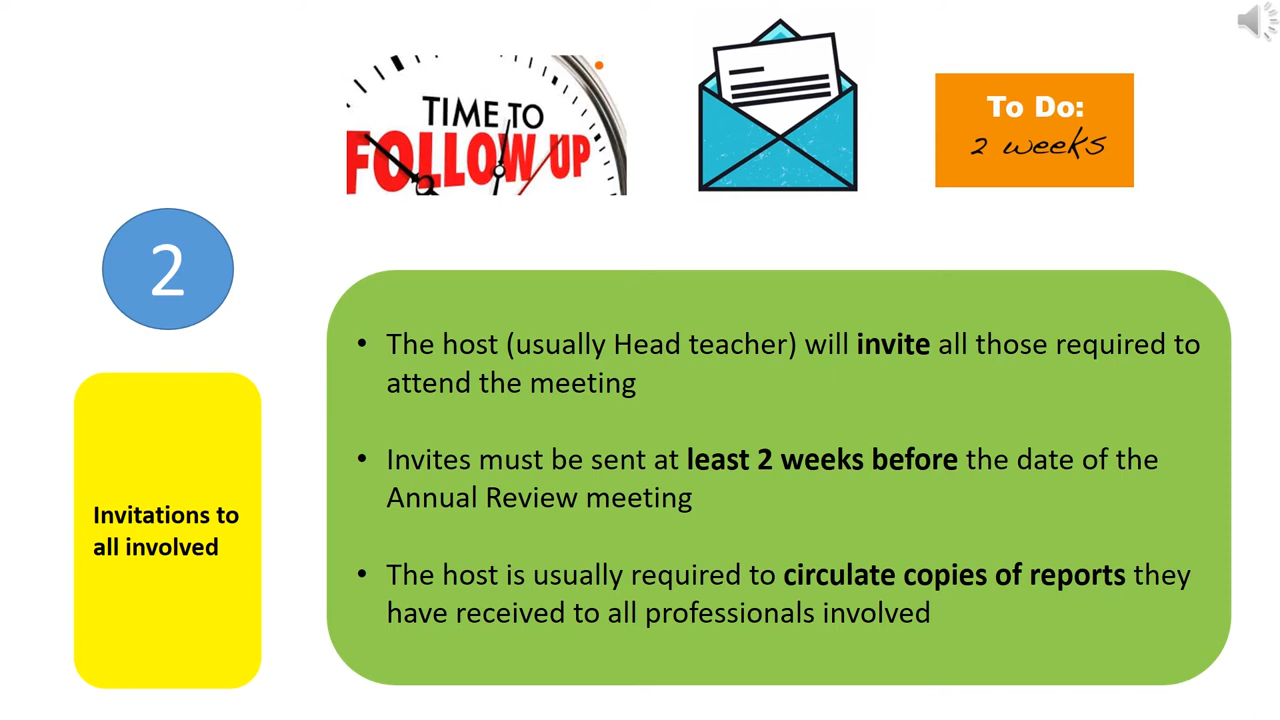 TIME TO
FOLLOW UP
To Do:
2 weeks
2
Invitations to
all involved
• The host (usually Head teacher) will invite all those required to
attend the meeting
• Invites must be sent at least 2 weeks before the date of the
Annual Review meeting
• The host is usually required to circulate copies of reports they
have received to all professionals involved